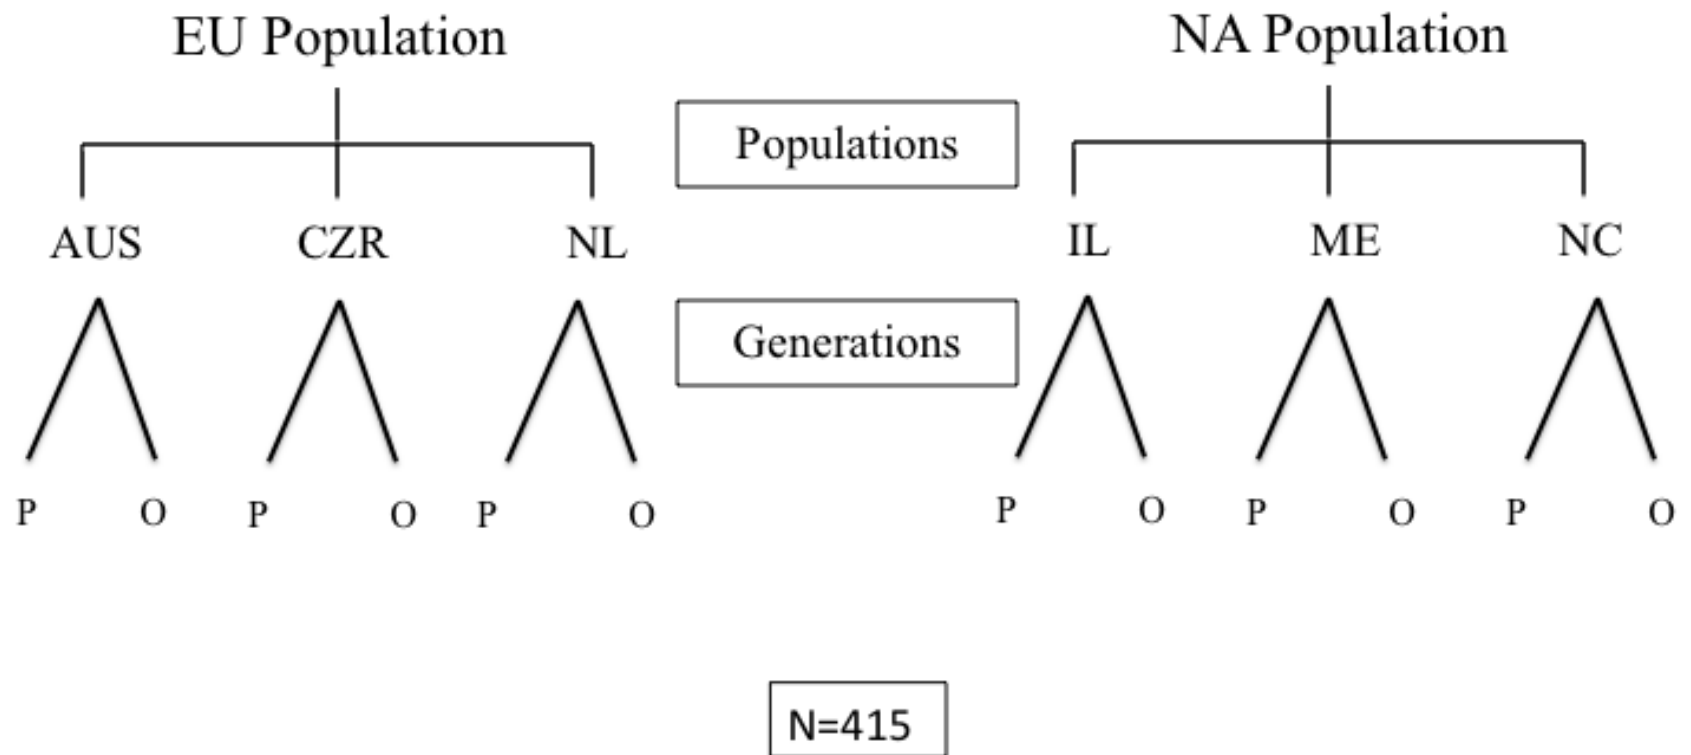 EU Population
NA Population
Populations
AUS CZR NL
IL ME NC
Generations
P O P O P O
P O P O P O
N=415